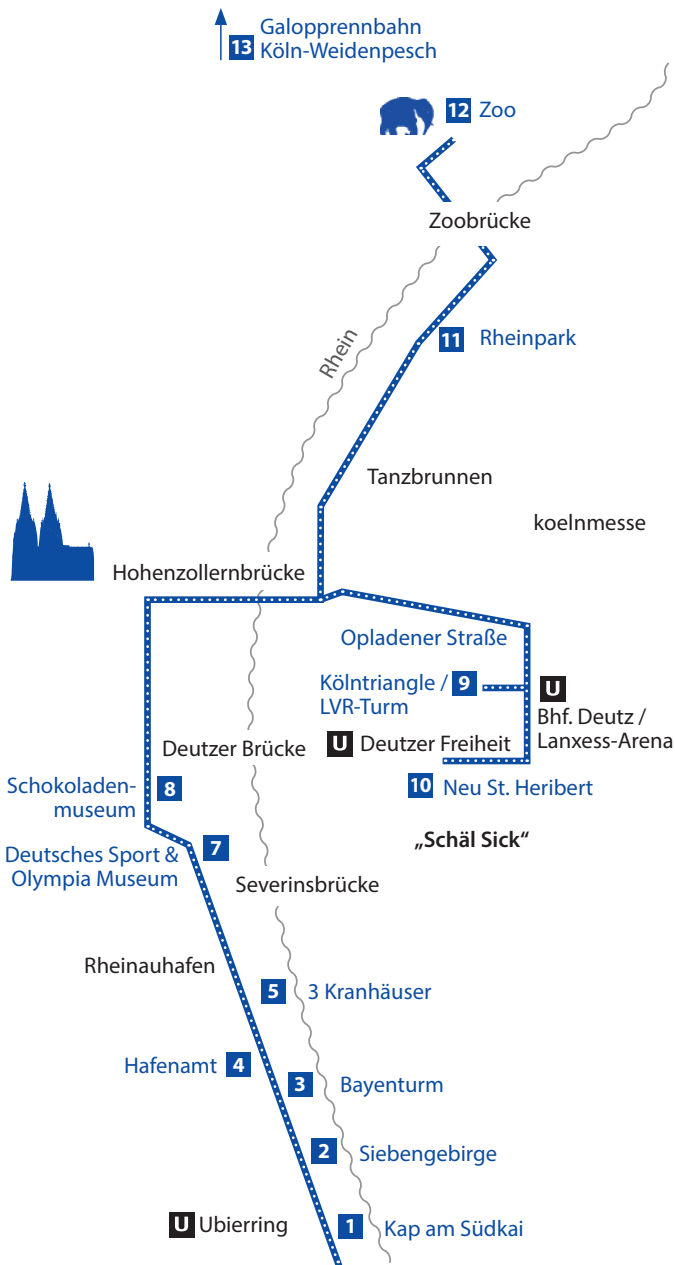 Galopprennbahn
13 Köln-Weidenpesch
12 Zoo
Zoobrücke
11 Rheinpark
Rhein
Tanzbrunnen
koelnmesse
Hohenzollernbrücke
Opladener Straße
Kölntriangle / 9
LVR-Turm
U
Bhf. Deutz /
Lanxess-Arena
U Deutzer Freiheit
Deutzer Brücke
10 Neu St. Heribert
Schokoladen-
museum
8
„Schäl Sick“
7
Deutsches Sport &
Olympia Museum
Severinsbrücke
Rheinauhafen
5 3 Kranhäuser
Hafenamt 4
3 Bayenturm
2 Siebengebirge
U Ubierring
1 Kap am Südkai